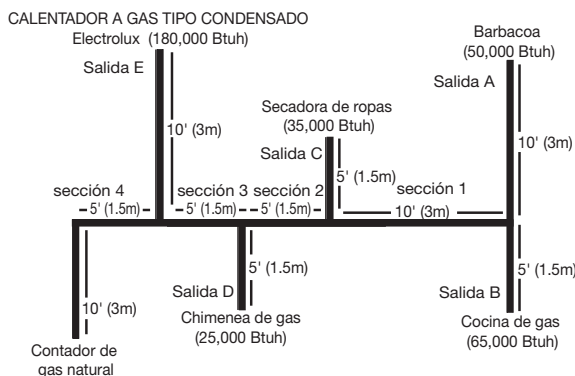 CALENTADOR A GAS TIPO CONDENSADO
Electrolux (180,000 Btuh)
Salida E
10' (3m)
Barbacoa
(50,000 Btuh)
Salida A
10' (3m)
Secadora de ropas
(35,000 Btuh)
Salida C
5' (1.5m)
sección 4
5' (1.5m)
sección 3
5' (1.5m)
sección 2
5' (1.5m)
sección 1
10' (3m)
10' (3m)
Contador de
gas natural
5' (1.5m)
Salida D
Chimenea de gas
(25,000 Btuh)
5' (1.5m)
Salida B
Cocina de gas
(65,000 Btuh)